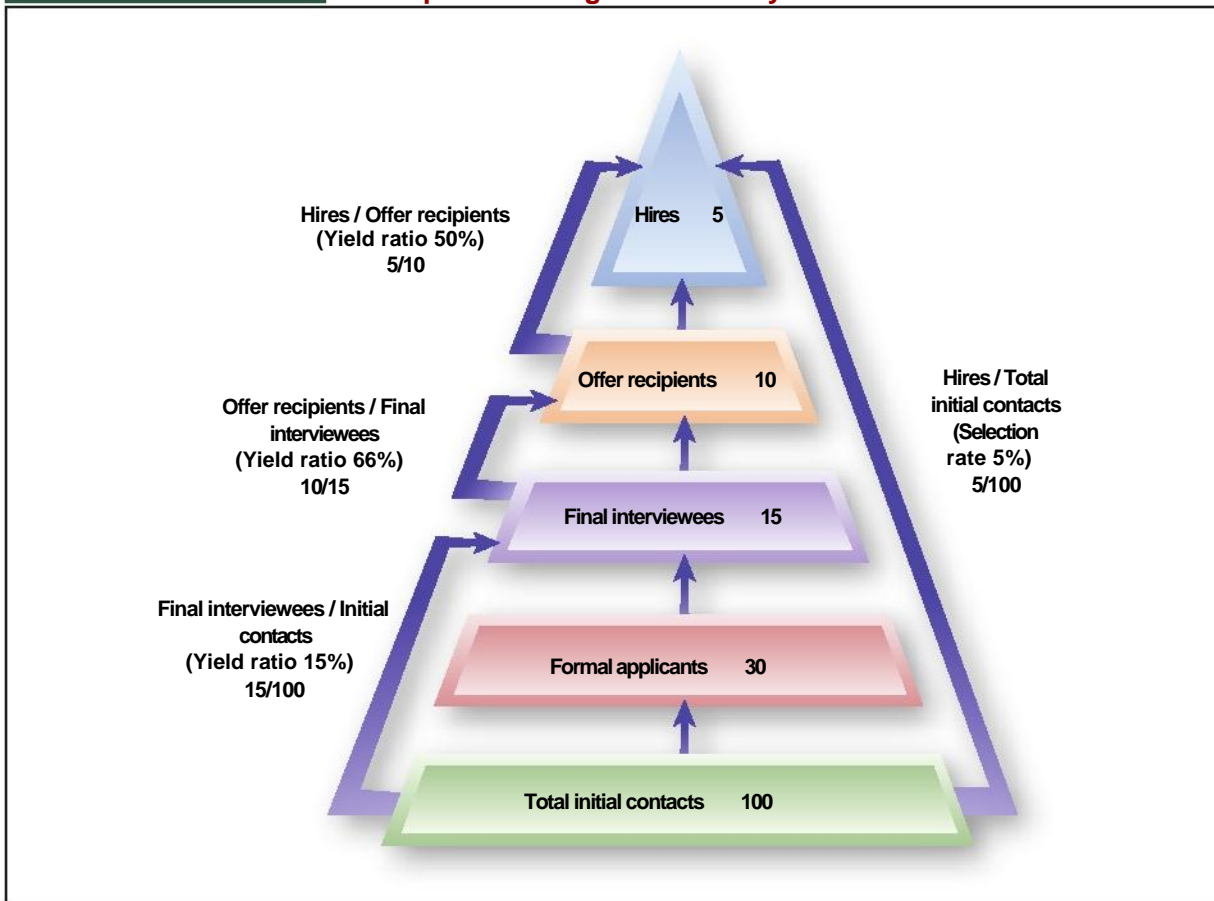 Hires 5
Hires / Offer recipients
(Yield ratio 50%)
5/10
Offer recipients 10
Hires / Total
initial contacts
(Selection
rate 5%)
5/100
Offer recipients / Final
interviewees
(Yield ratio 66%)
10/15
Final interviewees 15
Final interviewees / Initial
contacts
(Yield ratio 15%)
15/100
Formal applicants 30
Total initial contacts 100